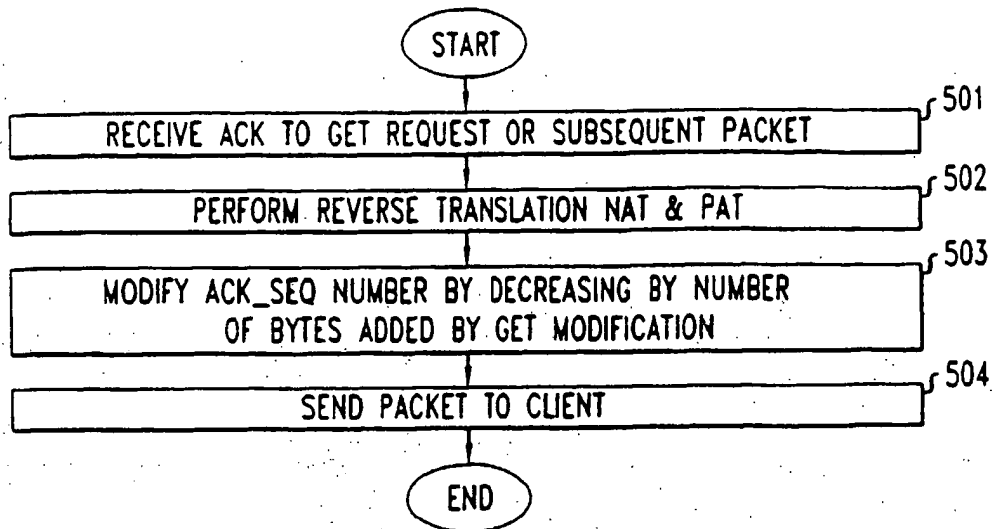 START
501
RECEIVE ACK TO GET REQUEST OR SUBSEQUENT PACKET
502
PERFORM REVERSE TRANSLATION NAT & PAT
503
MODIFY ACK_SEQ NUMBER BY DECREASING BY NUMBER
OF BYTES ADDED BY GET MODIFICATION
504
SEND PACKET TO CLIENT
END